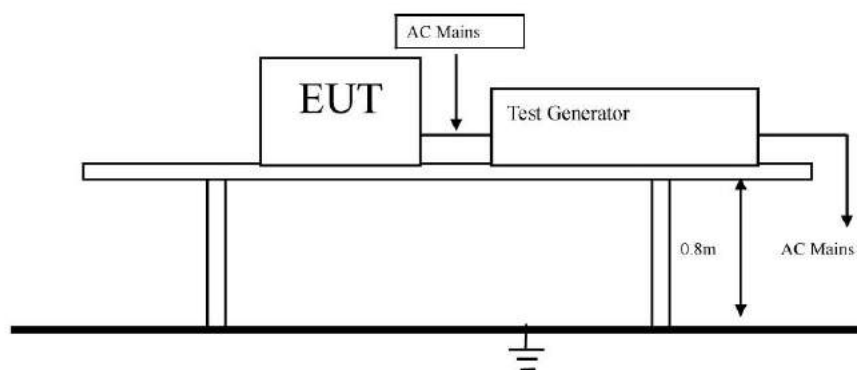 AC Mains
EUT
Test Generator
0.8m
AC Mains